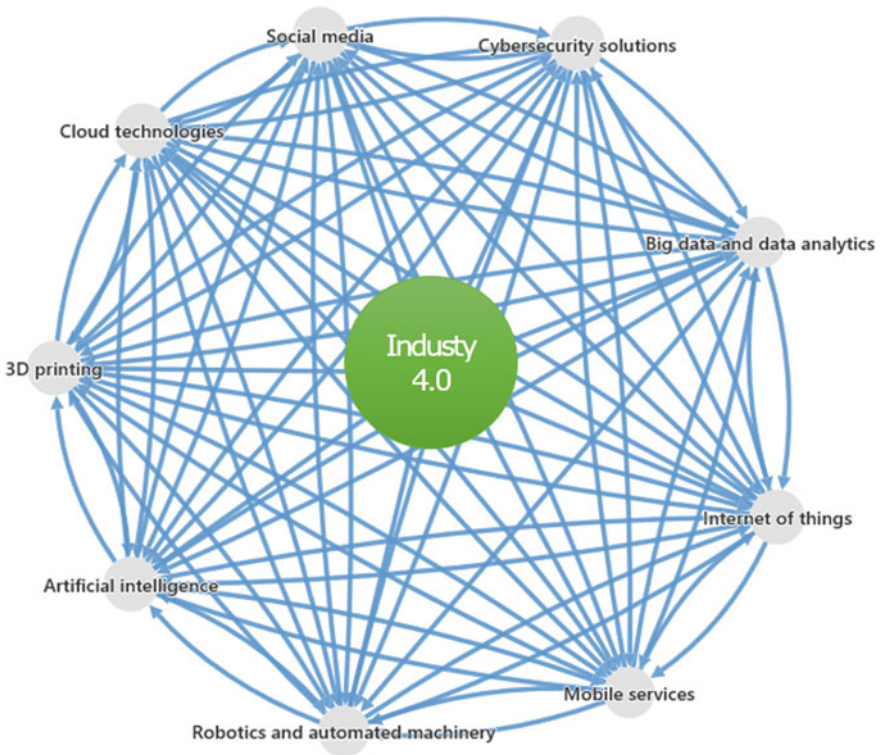 Social media
Cybersecurity solutions
Cloud technologies
Big data and data analytics
Industy
4.0
3D printing
Internet of things
Artificial intelligence
Mobile services
Robotics and automated machinery